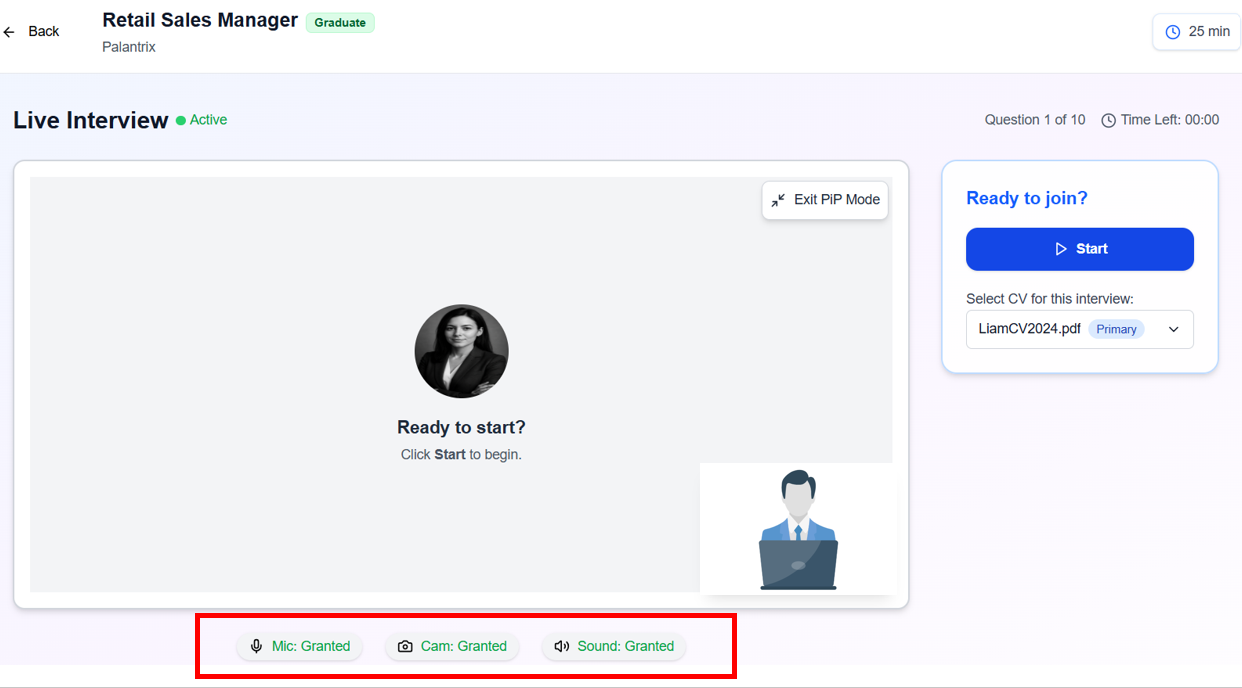 Back
Retail Sales Manager Graduate
Palantrix
25 min
Live Interview Active
Question 1 of 10 Time Left: 00:00
Exit PiP Mode
Ready to start?
Click Start to begin.
Ready to join?
Start
Select CV for this interview:
LiamCV2024.pdf Primary
Mic: Granted Cam: Granted Sound: Granted